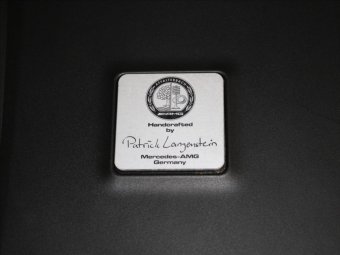 Handcrafted
by
Patrick Langenstein
Mercedes-AMG
Germany